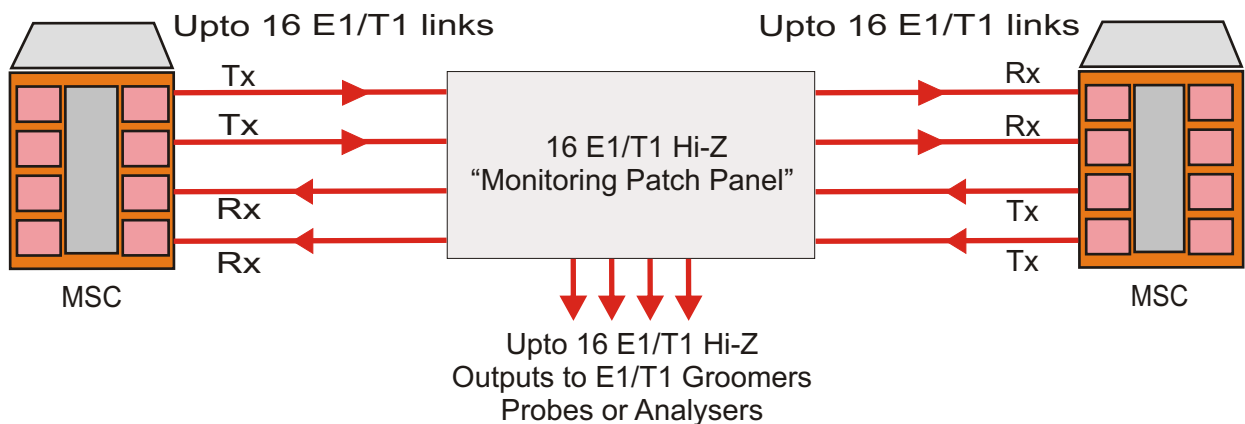 Upto 16 E1/T1 links
Upto 16 E1/T1 links
Tx
Rx
Tx
Rx
16 E1/T1 Hi-Z
“Monitoring Patch Panel”
Rx
Tx
Rx
Tx
MSC
MSC
Upto 16 E1/T1 Hi-Z
Outputs to E1/T1 Groomers
Probes or Analysers